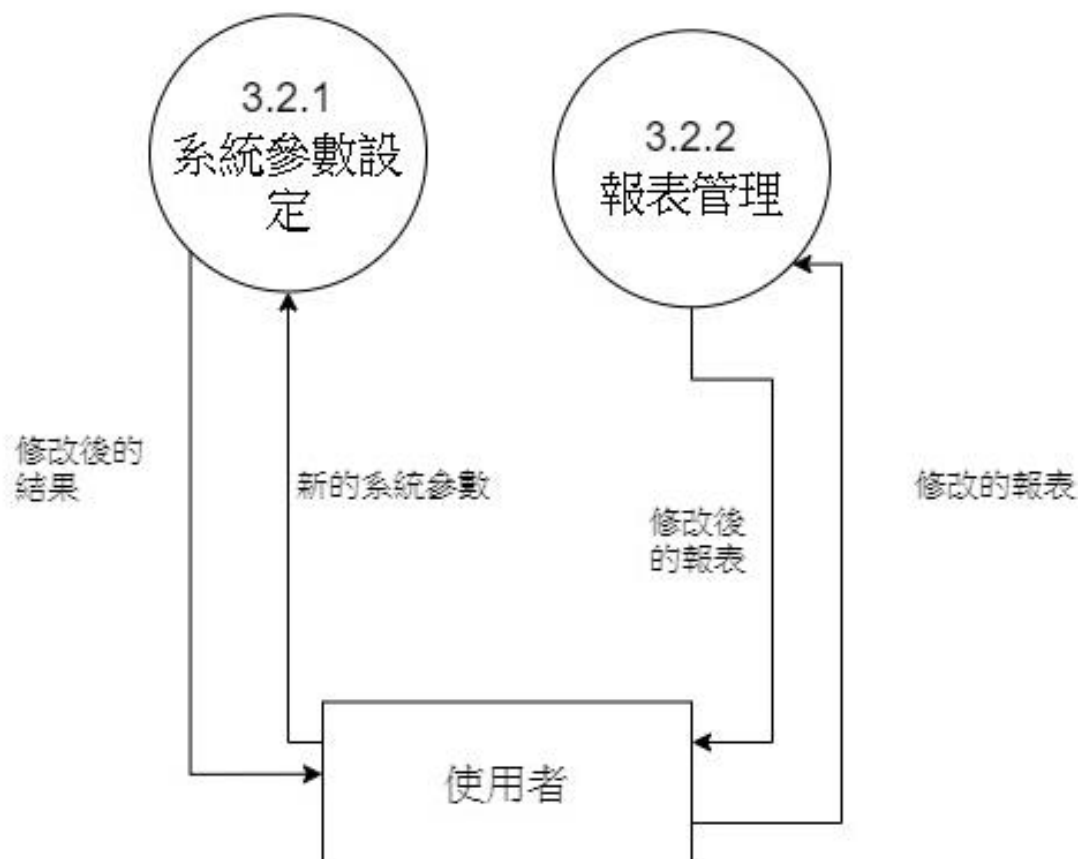 3.2.1
系統參數設
定
3.2.2
報表管理
修改後的
結果
新的系統參數
修改後
的報表
修改的報表
使用者